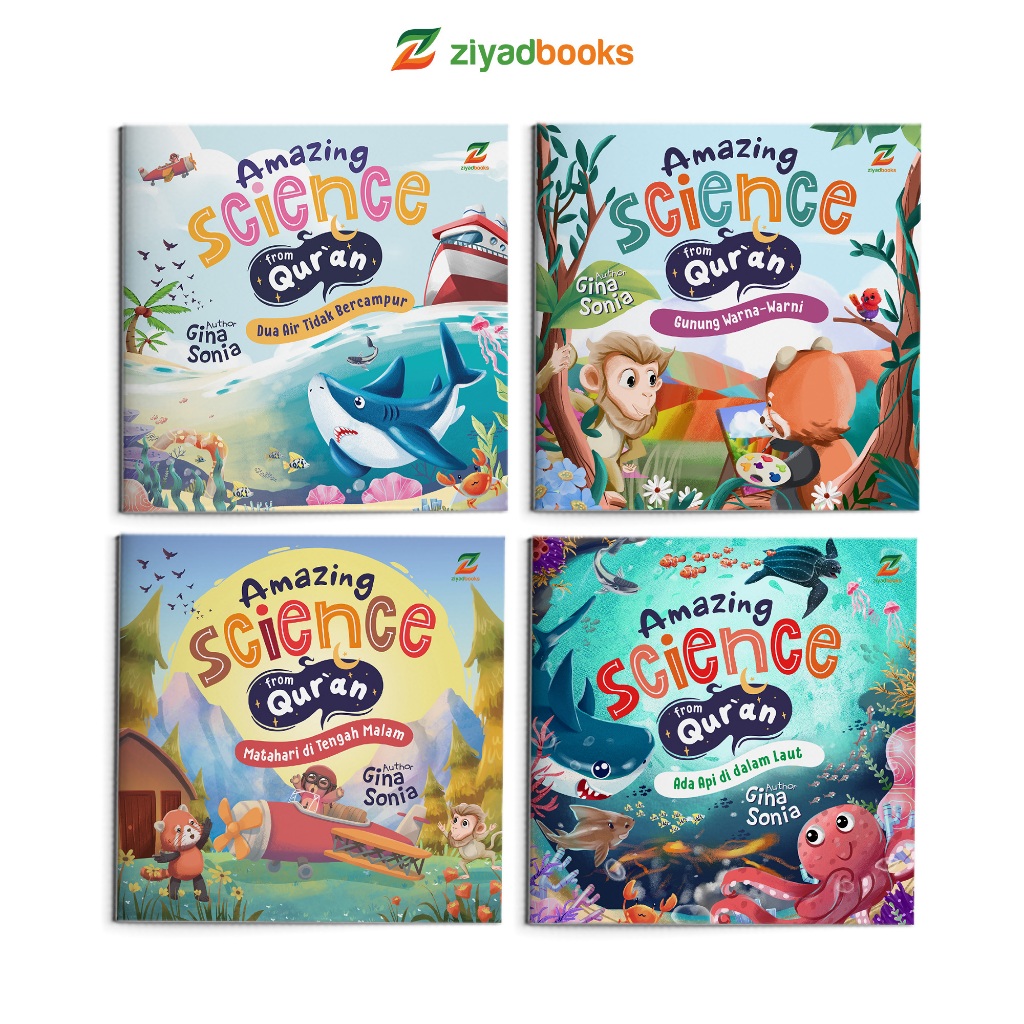 ziyadbooks
Amazing
ziyadbooks
science
from
Qur'an
Dua Air Tidak Bercampur
Author
Gina
Sonia
Amazing
ziyadbooks
science
from
Qur'an
Author
Gina
Sonia
Gunung Warna-Warni
Amazing
ziyadbooks
science
from
Qur'an
Matahari di Tengah Malam
Author
Gina
Sonia
Amazing
ziyadbooks
science
from
Qur'an
Ada Api di dalam Laut
Author
Gina
Sonia